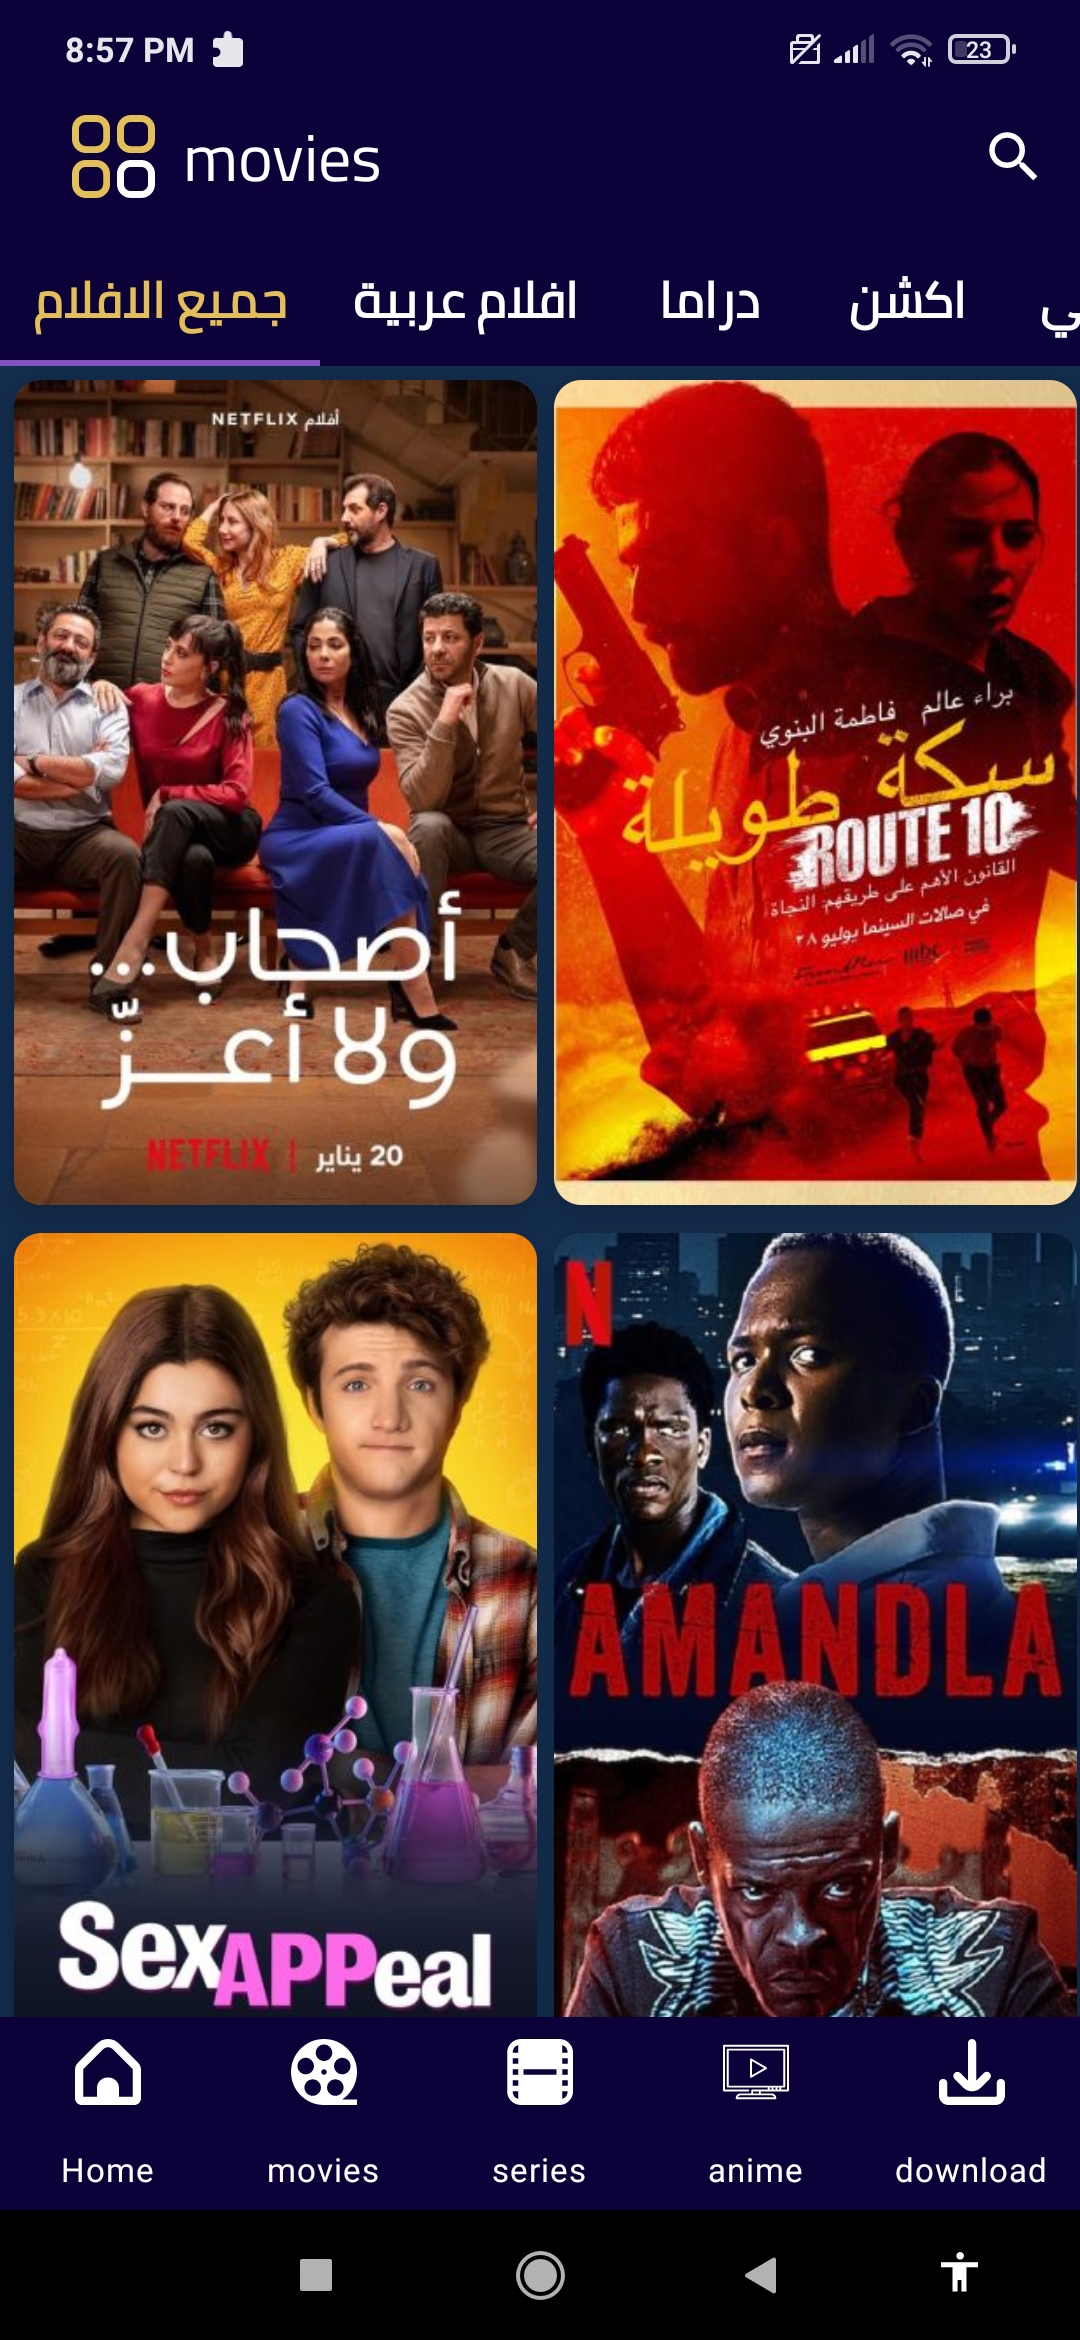 8:57 PM
23
movies
جميع الافلام
افلام عربية
دراما
اكشن
أفلام NETFLIX
أصحاب...
ولا أعزّ
20 يناير | NETFLIX
براء عالم فاطمة البنوي
سكة طويلة
ROUTE 10
القانون الأهم على طريقهم: النجاة
في صالات السينما يوليو ٢٨
mbc
N
SexAPPeal
AMANDLA
Home
movies
series
anime
download